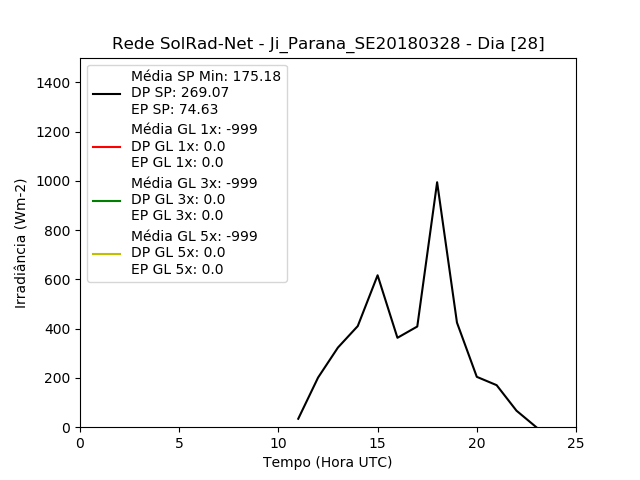 Rede SolRad-Net - Ji_Parana_SE20180328 - Dia [28]
Média SP Min: 175.18
DP SP: 269.07
EP SP: 74.63
Média GL 1x: -999
DP GL 1x: 0.0
EP GL 1x: 0.0
Média GL 3x: -999
DP GL 3x: 0.0
EP GL 3x: 0.0
Média GL 5x: -999
DP GL 5x: 0.0
EP GL 5x: 0.0
Irradiância (Wm-2)
1400
1200
1000
800
600
400
200
0
0 5 10 15 20 25
Tempo (Hora UTC)